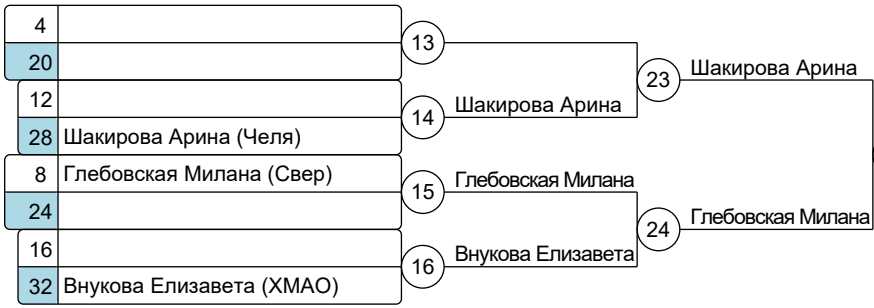 4
20
13
12
28 Шакирова Арина (Челя)
14
Шакирова Арина
23
Шакирова Арина
8 Глебовская Милана (Свер)
24
15
Глебовская Милана
16
32 Внукова Елизавета (ХМАО)
16
Внукова Елизавета
24
Глебовская Милана